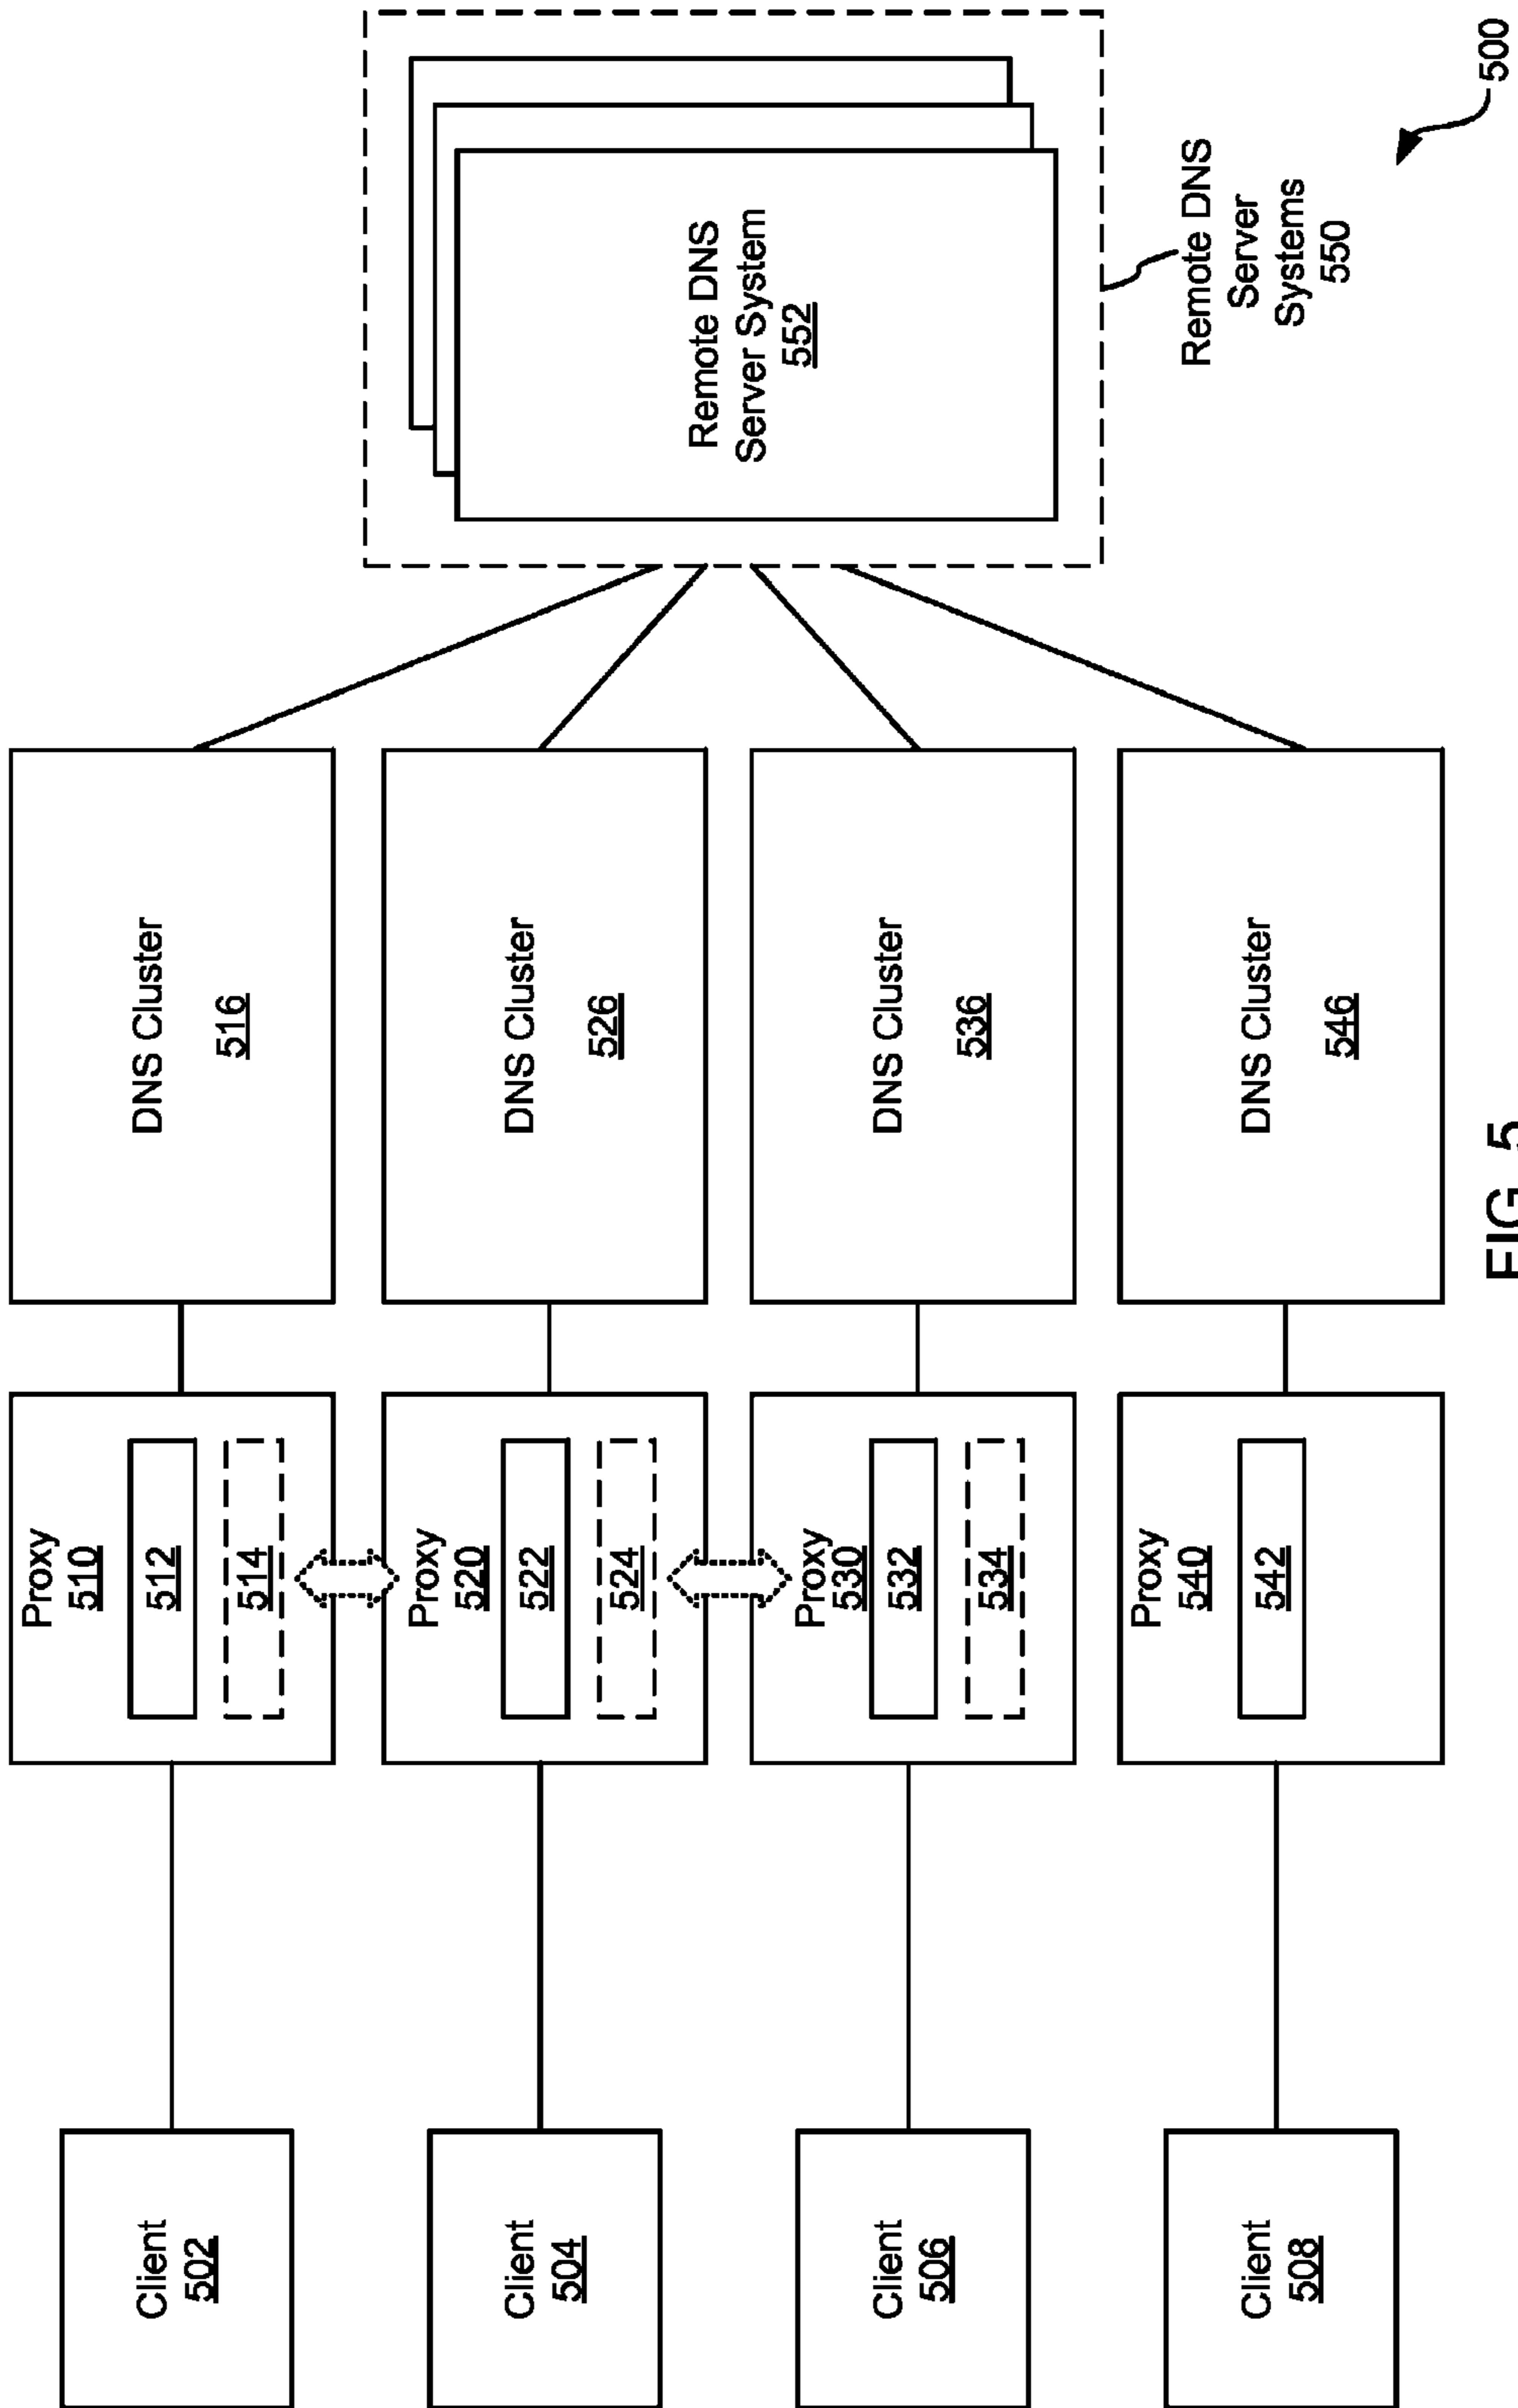 Client
502
Client
504
Client
506
Client
508
Proxy
510
512
514
Proxy
520
522
524
Proxy
530
532
534
Proxy
540
542
DNS Cluster
516
DNS Cluster
526
DNS Cluster
536
DNS Cluster
546
Remote DNS
Server System
552
Remote DNS
Server
Systems
550
500
FIG. 5